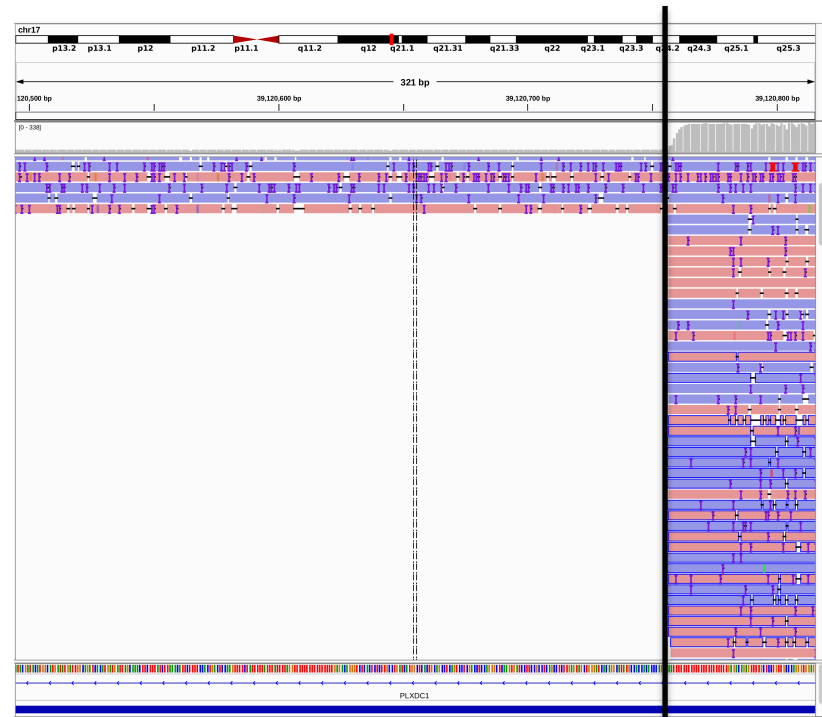 chr17
p13.2 p13.1 p12 p11.2 p11.1 q11.2 q12 q21.1 q21.31 q21.33 q22 q23.1 q23.3 q24.3 q25.1 q25.3
321 bp
120,500 bp 39,120,600 bp 39,120,700 bp 39,120,800 bp
[0 - 338]
PLXDC1